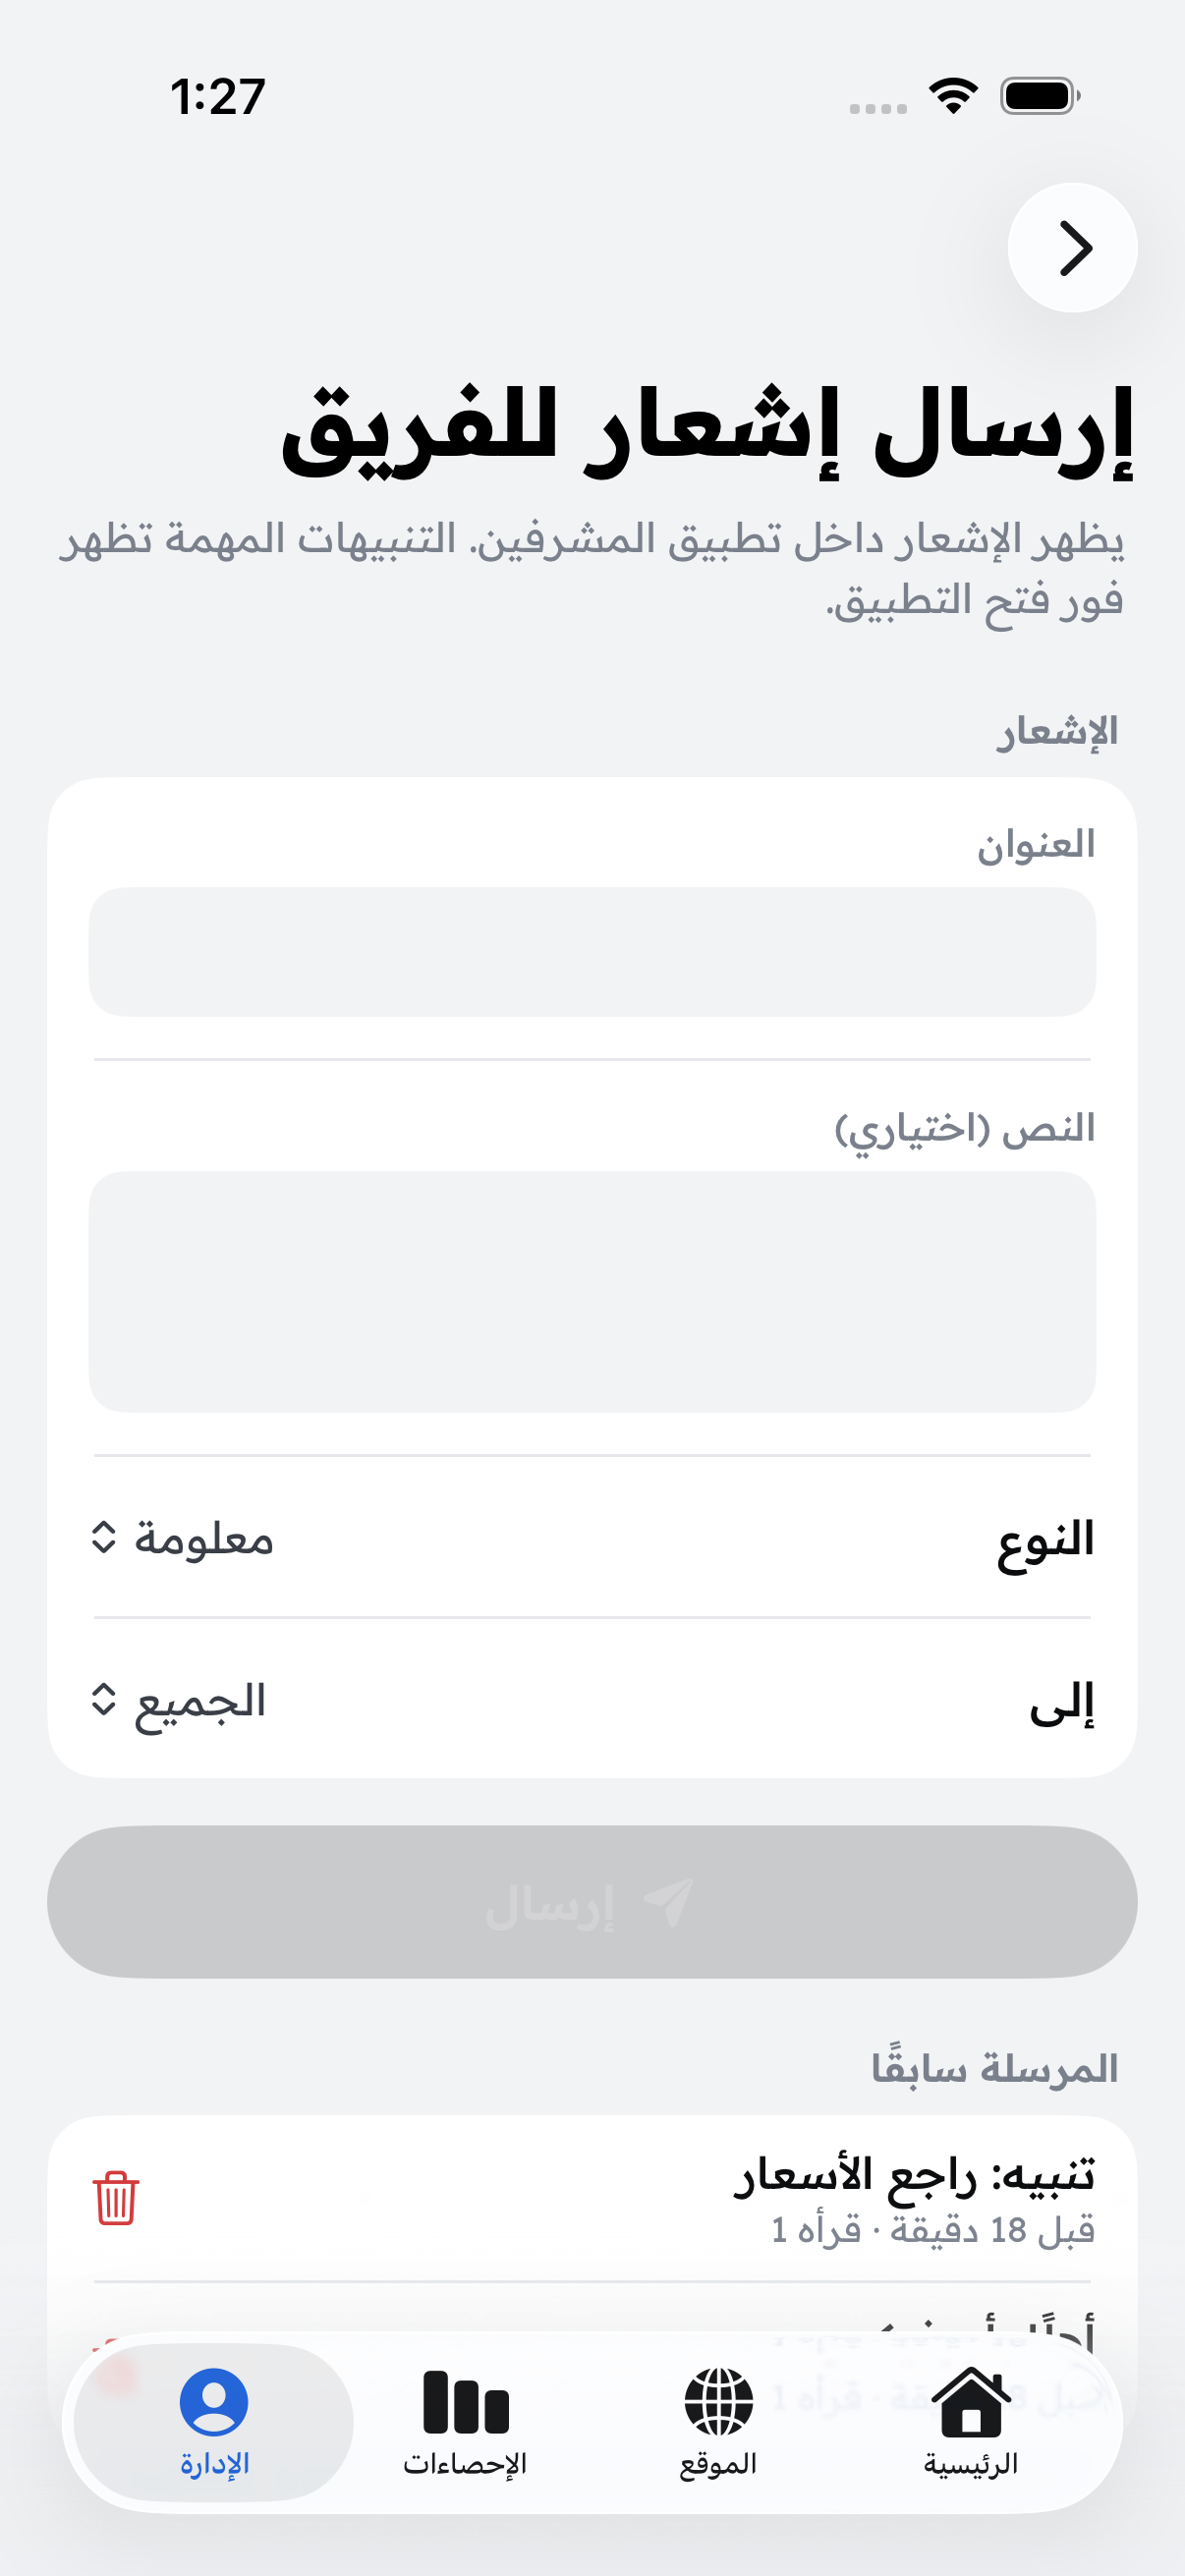 1:27
إرسال إشعار للفريق
يظهر الإشعار داخل تطبيق المشرفين. التنبيهات المهمة تظهر
فور فتح التطبيق.
الإشعار
العنوان
النص (اختياري)
النوع
معلومة
إلى
الجميع
إرسال
المرسلة سابقًا
تنبيه: راجع الأسعار
قبل 18 دقيقة · قرأه 1
الرئيسية
الموقع
الإحصاءات
الإدارة